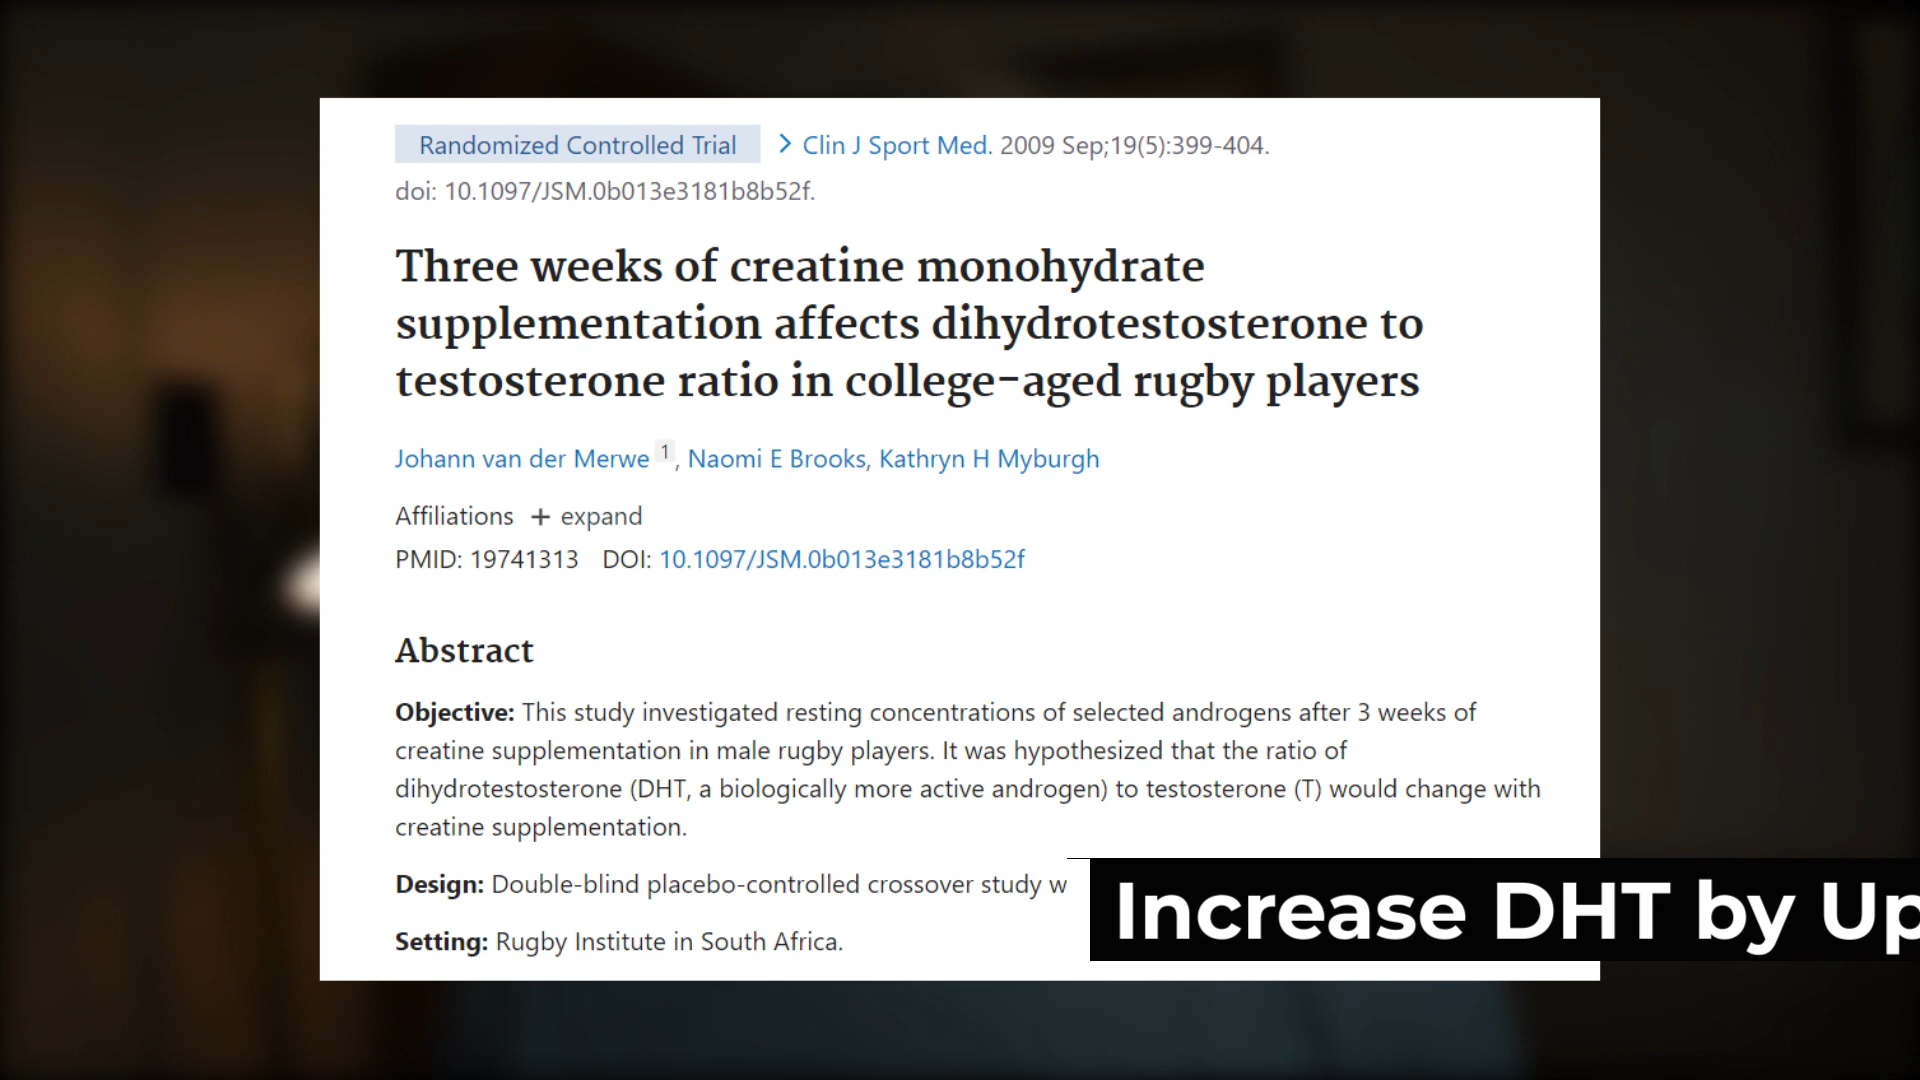 Randomized Controlled Trial > Clin J Sport Med. 2009 Sep;19(5):399-404.
doi: 10.1097/JSM.0b013e3181b8b52f.
Three weeks of creatine monohydrate
supplementation affects dihydrotestosterone to
testosterone ratio in college-aged rugby players
Johann van der Merwe 1, Naomi E Brooks, Kathryn H Myburgh
Affiliations + expand
PMID: 19741313 DOI: 10.1097/JSM.0b013e3181b8b52f
Abstract
Objective: This study investigated resting concentrations of selected androgens after 3 weeks of
creatine supplementation in male rugby players. It was hypothesized that the ratio of
dihydrotestosterone (DHT, a biologically more active androgen) to testosterone (T) would change with
creatine supplementation.
Design: Double-blind placebo-controlled crossover study w
Increase DHT by Up
Setting: Rugby Institute in South Africa.